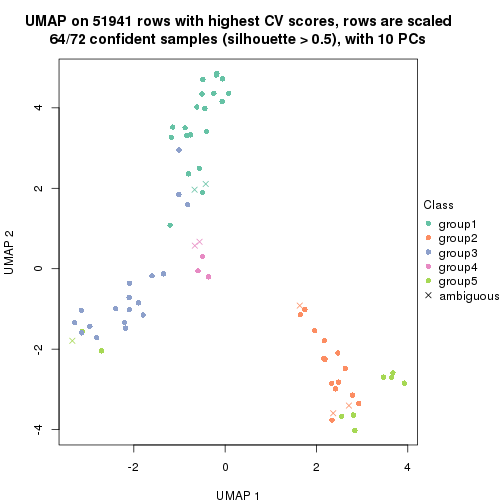 UMAP on 51941 rows with highest CV scores, rows are scaled
64/72 confident samples (silhouette > 0.5), with 10 PCs
4
2
0
-2
-4
UMAP 2
-2
0
2
4
UMAP 1
Class
group1
group2
group3
group4
group5
ambiguous